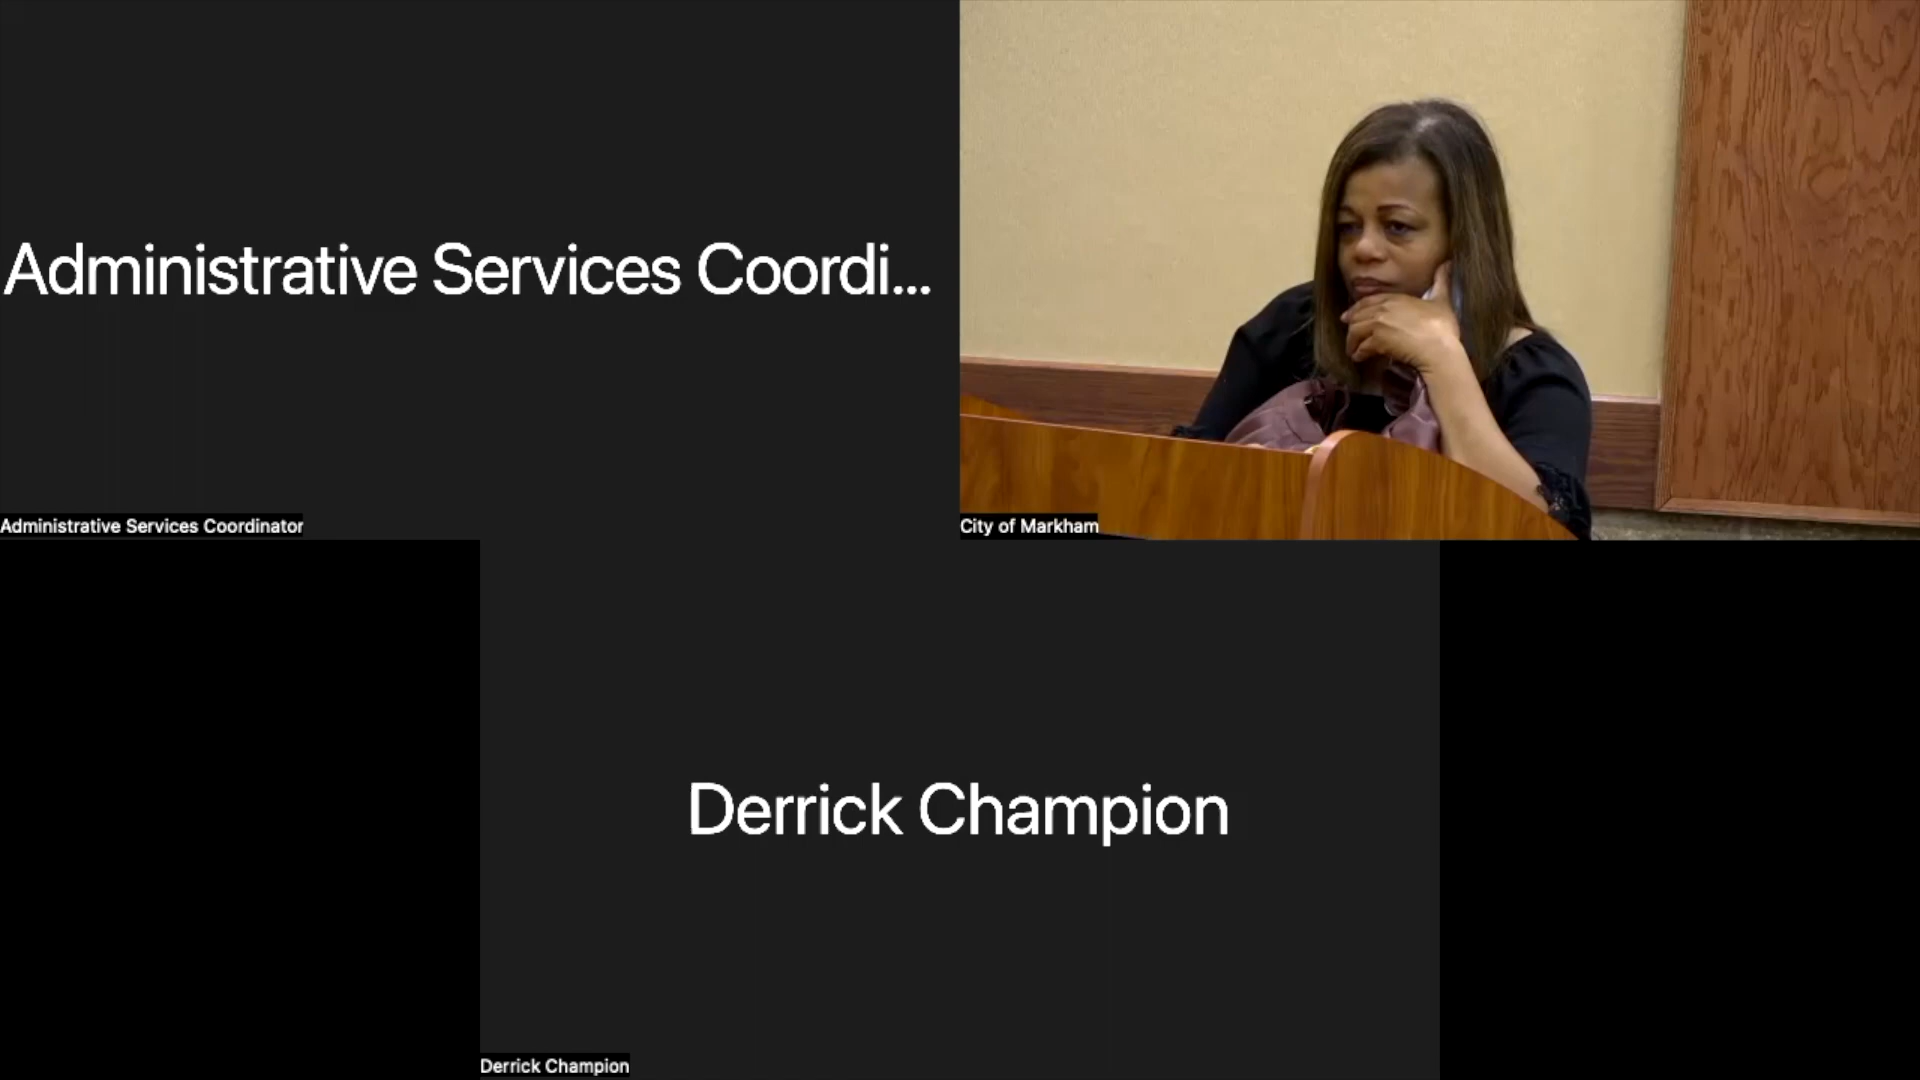 Administrative Services Coordi...
Administrative Services Coordinator
City of Markham
Derrick Champion
Derrick Champion